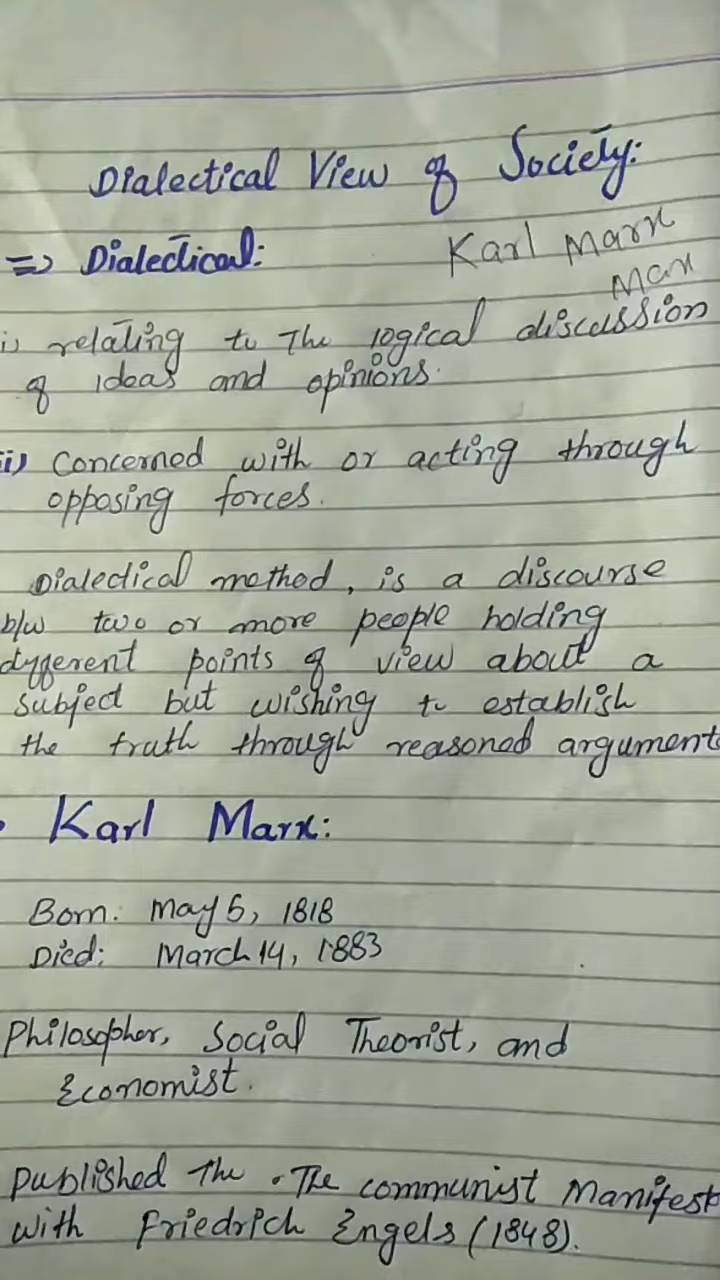 Dialectical View of Society:
=> Dialectical:
Karl Marx
Marx
i) relating to The logical discussion
of ideas and opinions.
ii) Concerned with or acting through
opposing forces.
Dialectical method, is a discourse
b/w two or more people holding
different points of view about a
subject but wishing to establish
the truth through reasoned argument
• Karl Marx:
Born: May 5, 1818
Died: March 14, 1883
Philosopher, Social Theorist, and
Economist.
Published The . The communist Manifest
with Friedrich Engels (1848).